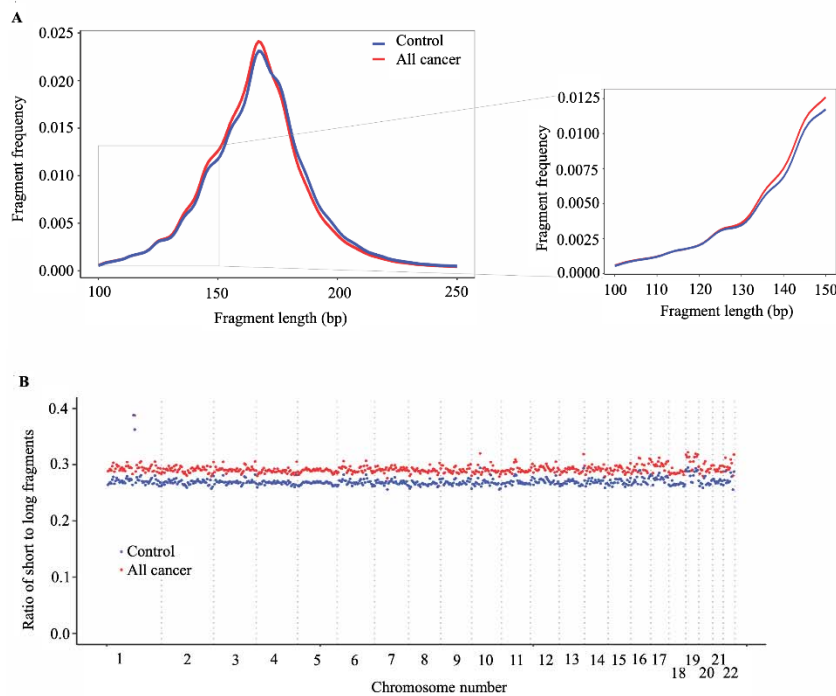 A
Fragment frequency
0.025
0.020
0.015
0.010
0.005
0.000
100 150 200 250
Fragment length (bp)
Control
All cancer
Fragment frequency
0.0125
0.0100
0.0075
0.0050
0.0025
0.0000
100 110 120 130 140 150
Fragment length (bp)
B
Ratio of short to long fragments
0.4
0.3
0.2
0.1
0.0
Control
All cancer
1 2 3 4 5 6 7 8 9 10 11 12 13 14 15 16 17 18 19 20 21 22
Chromosome number